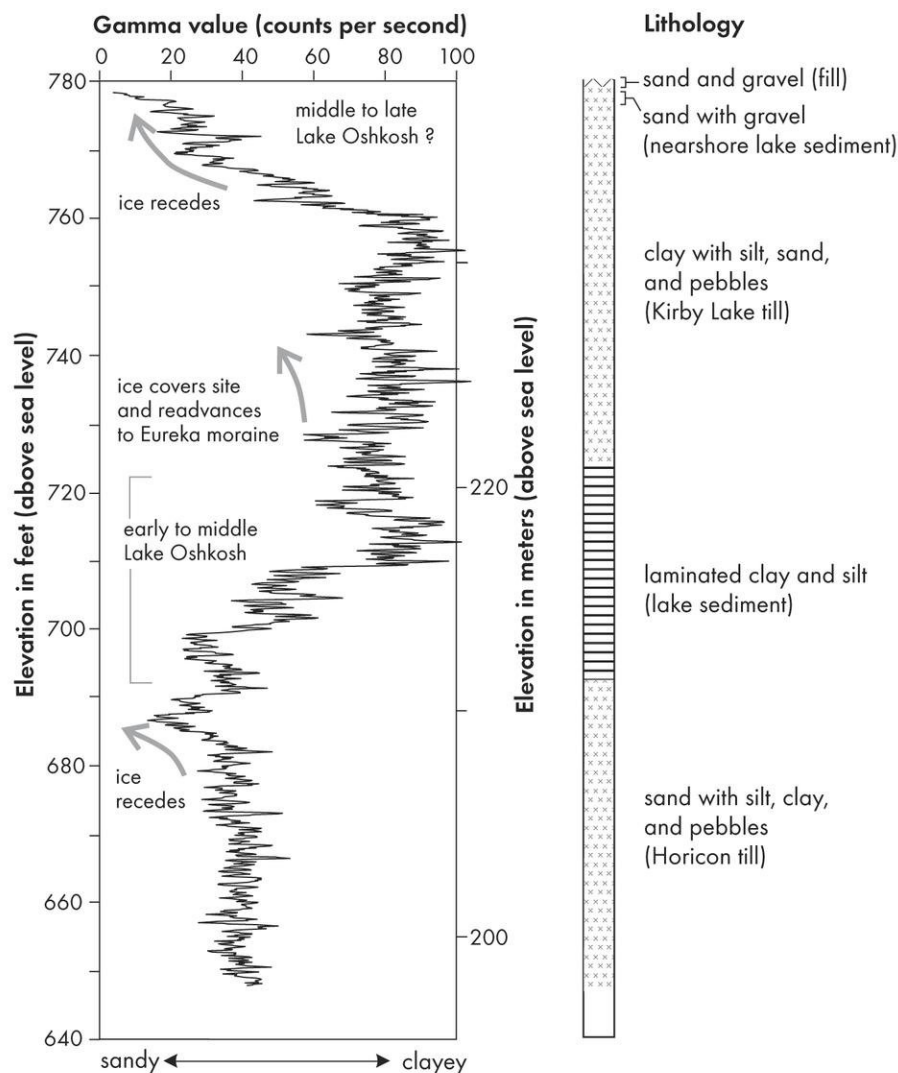 Gamma value (counts per second)
0 20 40 60 80 100
Lithology
780
760
740
720
700
680
660
640
Elevation in feet (above sea level)
middle to late
Lake Oshkosh ?
ice recedes
ice covers site
and readvances
to Eureka moraine
early to middle
Lake Oshkosh
ice
recedes
220
200
Elevation in meters (above sea level)
sandy
clayey
sand and gravel (fill)
sand with gravel
(nearshore lake sediment)
clay with silt, sand,
and pebbles
(Kirby Lake till)
laminated clay and silt
(lake sediment)
sand with silt, clay,
and pebbles
(Horicon till)